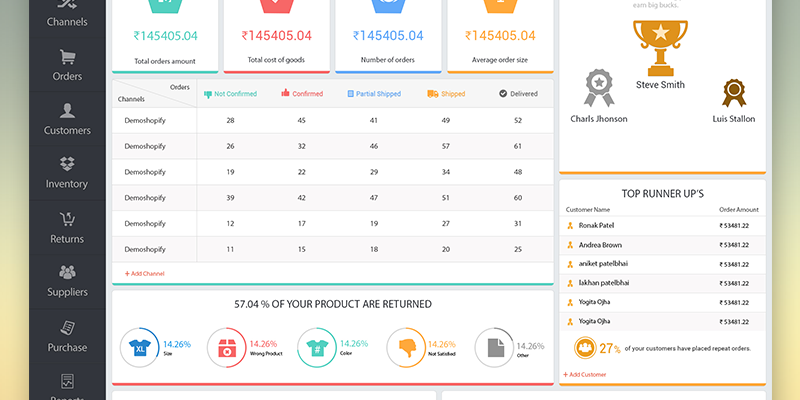 Channels
Orders
Customers
Inventory
Returns
Suppliers
Purchase
Reports
₹145405.04
Total orders amount
₹145405.04
Total cost of goods
₹145405.04
Number of orders
₹145405.04
Average order size
Orders
Channels
Not Confirmed
Confirmed
Partial Shipped
Shipped
Delivered
Demoshopify 28 45 41 49 52
Demoshopify 26 32 46 57 61
Demoshopify 19 22 29 34 48
Demoshopify 39 42 47 51 60
Demoshopify 12 17 19 27 31
Demoshopify 11 15 18 20 25
+ Add Channel
57.04 % OF YOUR PRODUCT ARE RETURNED
XL
14.26%
Size
14.26%
Wrong Product
#
14.26%
Color
14.26%
Not Satisfied
14.26%
Other
earn big bucks.
Steve Smith
Charls Jhonson
Luis Stallon
TOP RUNNER UP'S
Customer Name Order Amount
Ronak Patel ₹53481.22
Andrea Brown ₹53481.22
aniket patelbhai ₹53481.22
lakhan patelbhai ₹53481.22
Yogita Ojha ₹53481.22
Yogita Ojha ₹53481.22
27% of your customers have placed repeat orders.
+ Add Customer